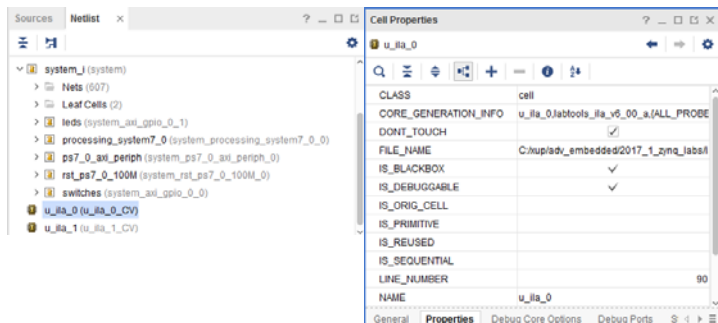 Sources Netlist
system_i (system)
Nets (607)
Leaf Cells (2)
leds (system_axi_gpio_0_1)
processing_system7_0 (system_processing_system7_0_0)
ps7_0_axi_periph (system_ps7_0_axi_periph_0)
rst_ps7_0_100M (system_rst_ps7_0_100M_0)
switches (system_axi_gpio_0_0)
u_ila_0 (u_ila_0_CV)
u_ila_1 (u_ila_1_CV)
Cell Properties
u_ila_0
CLASS cell
CORE_GENERATION_INFO u_ila_0,labtools_ila_v6_00_a,{ALL_PROBE
DONT_TOUCH
FILE_NAME C:/xup/adv_embedded/2017_1_zynq_labs/l
IS_BLACKBOX
IS_DEBUGGABLE
IS_ORIG_CELL
IS_PRIMITIVE
IS_REUSED
IS_SEQUENTIAL
LINE_NUMBER 90
NAME u_ila_0
General Properties Debug Core Options Debug Ports S